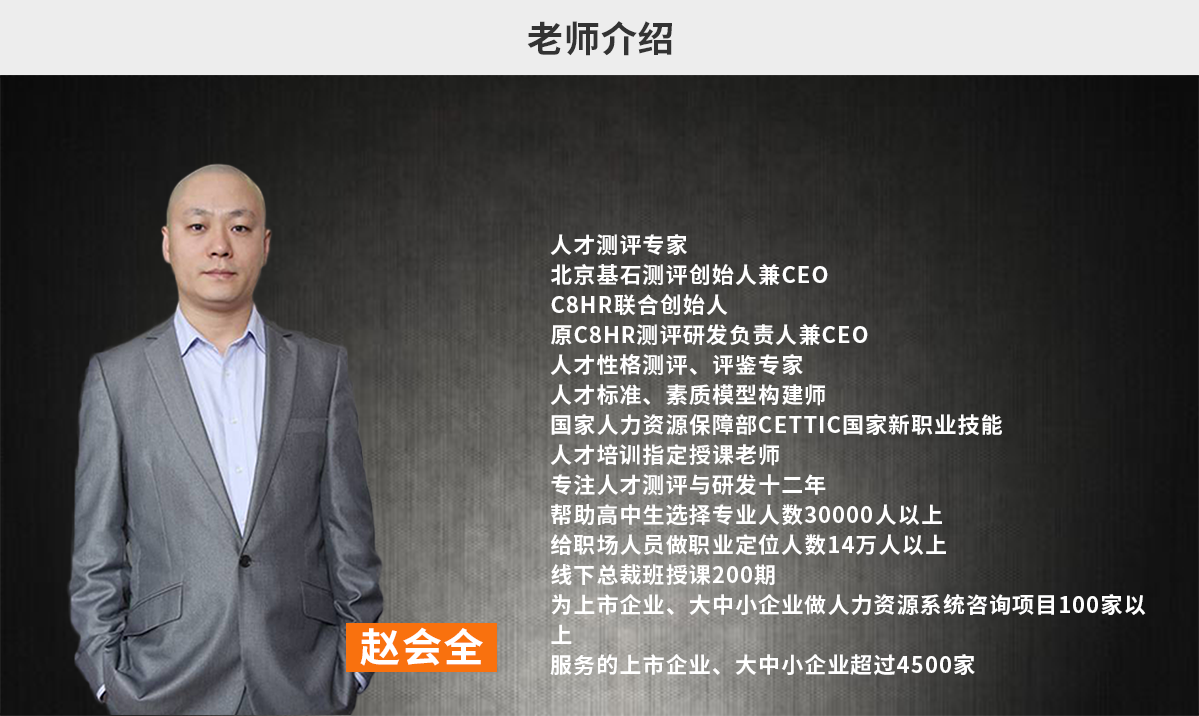 老师介绍
人才测评专家
北京基石测评创始人兼CEO
C8HR联合创始人
原C8HR测评研发负责人兼CEO
人才性格测评、评鉴专家
人才标准、素质模型构建师
国家人力资源保障部CETTIC国家新职业技能
人才培训指定授课老师
专注人才测评与研发十二年
帮助高中生选择专业人数30000人以上
给职场人员做职业定位人数14万人以上
线下总裁班授课200期
为上市企业、大中小企业做人力资源系统咨询项目100家以
上
服务的上市企业、大中小企业超过4500家
赵会全